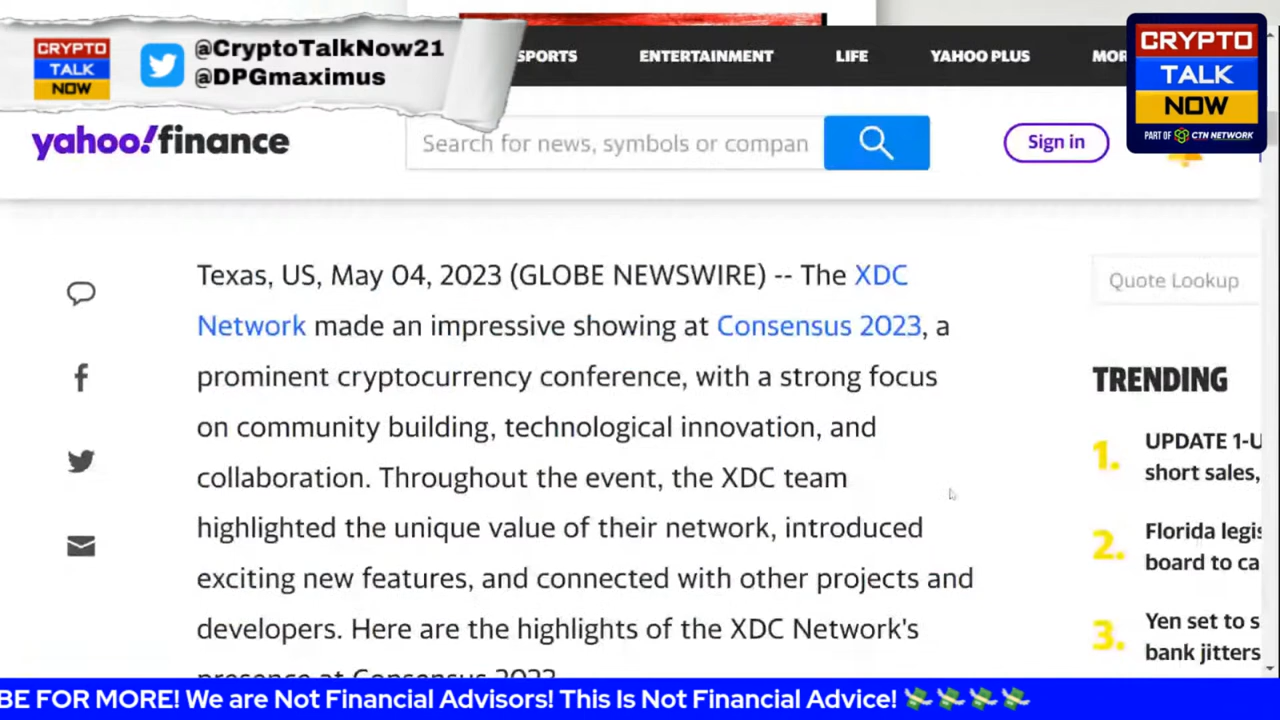 CRYPTO
TALK
NOW
@CryptoTalkNow21
@DPGmaximus
SPORTS
ENTERTAINMENT
LIFE
YAHOO PLUS
CRYPTO
TALK
NOW
PART OF CTN NETWORK
yahoo!finance
Search for news, symbols or compan
Sign in
Texas, US, May 04, 2023 (GLOBE NEWSWIRE) -- The XDC
Network made an impressive showing at Consensus 2023, a
prominent cryptocurrency conference, with a strong focus
on community building, technological innovation, and
collaboration. Throughout the event, the XDC team
highlighted the unique value of their network, introduced
exciting new features, and connected with other projects and
developers. Here are the highlights of the XDC Network's
presence at Consensus 2023
Quote Lookup
TRENDING
1. UPDATE 1-U
short sales,
2. Florida legis
board to ca
3. Yen set to s
bank jitters
BE FOR MORE! We are Not Financial Advisors! This Is Not Financial Advice!